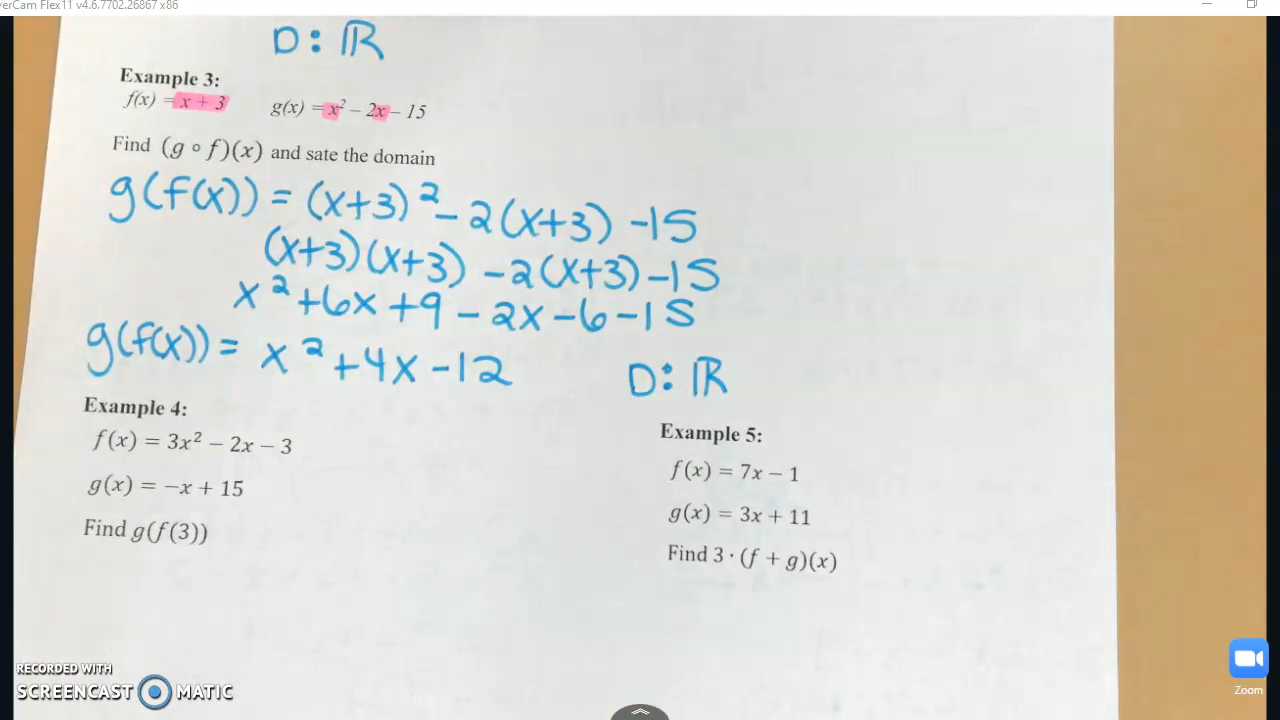 verCam Flex11 v4.6.7702.26867 x86
D: ℝ
Example 3:
f(x) = x + 3 g(x) = x² − 2x − 15
Find (g ∘ f)(x) and sate the domain
g(f(x)) = (x+3)² − 2(x+3) −15
(x+3)(x+3) −2(x+3)−15
x² +6x +9 − 2x −6 −15
g(f(x)) = x² +4x −12 D: ℝ
Example 4:
f(x) = 3x² − 2x − 3
g(x) = −x + 15
Find g(f(3))
Example 5:
f(x) = 7x − 1
g(x) = 3x + 11
Find 3 · (f + g)(x)
RECORDED WITH
SCREENCAST MATIC
Zoom